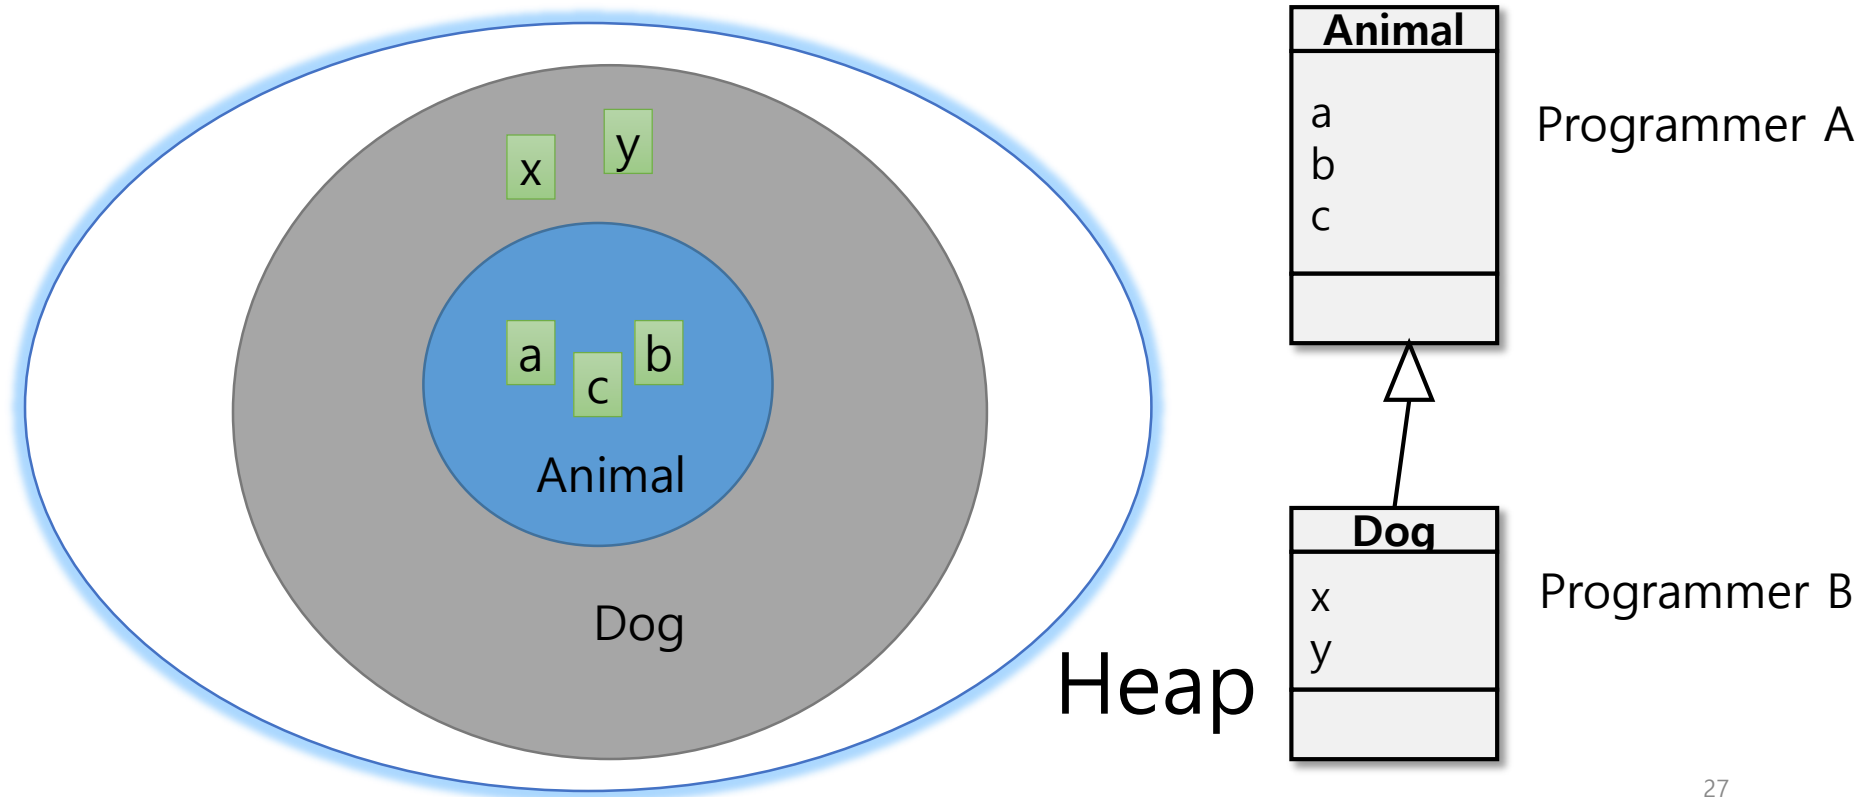 x
y
a
b
c
Animal
Dog
Heap
Animal
a
b
c
Programmer A
Dog
x
y
Programmer B
27